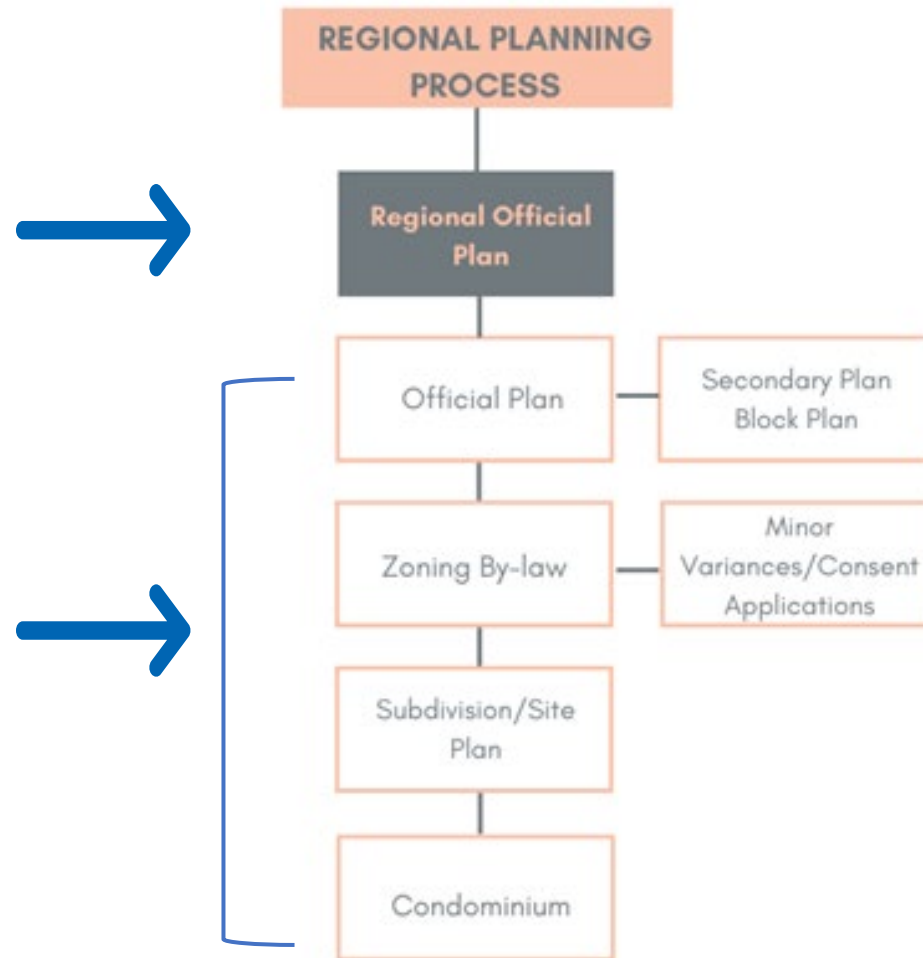 REGIONAL PLANNING
PROCESS
Regional Official
Plan
Official Plan
Secondary Plan
Block Plan
Zoning By-law
Minor
Variances/Consent
Applications
Subdivision/Site
Plan
Condominium